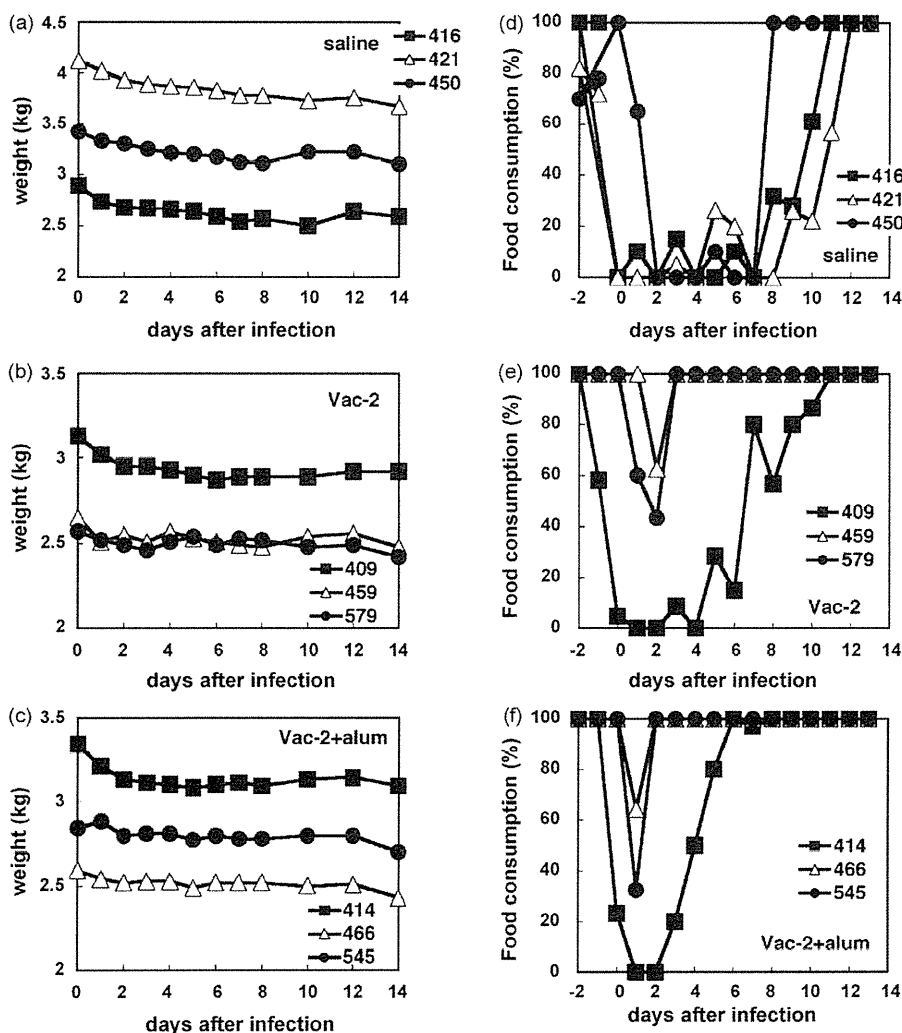 (a)
saline
416
421
450
weight (kg)
4.5
4
3.5
3
2.5
2
0 2 4 6 8 10 12 14
days after infection
(d)
Food consumption (%)
100
80
60
40
20
0
416
421
450
saline
-2 0 2 4 6 8 10 12 14
days after infection
(b)
Vac-2
weight (kg)
3.5
3
2.5
2
409
459
579
0 2 4 6 8 10 12 14
days after infection
(e)
Food consumption (%)
100
80
60
40
20
0
409
459
579
Vac-2
-2 0 2 4 6 8 10 12 14
days after infection
(c)
Vac-2+alum
weight (kg)
3.5
3
2.5
2
414
466
545
0 2 4 6 8 10 12 14
days after infection
(f)
Food consumption (%)
100
80
60
40
20
0
414
466
545
Vac-2+alum
-2 0 2 4 6 8 10 12 14
days after infection